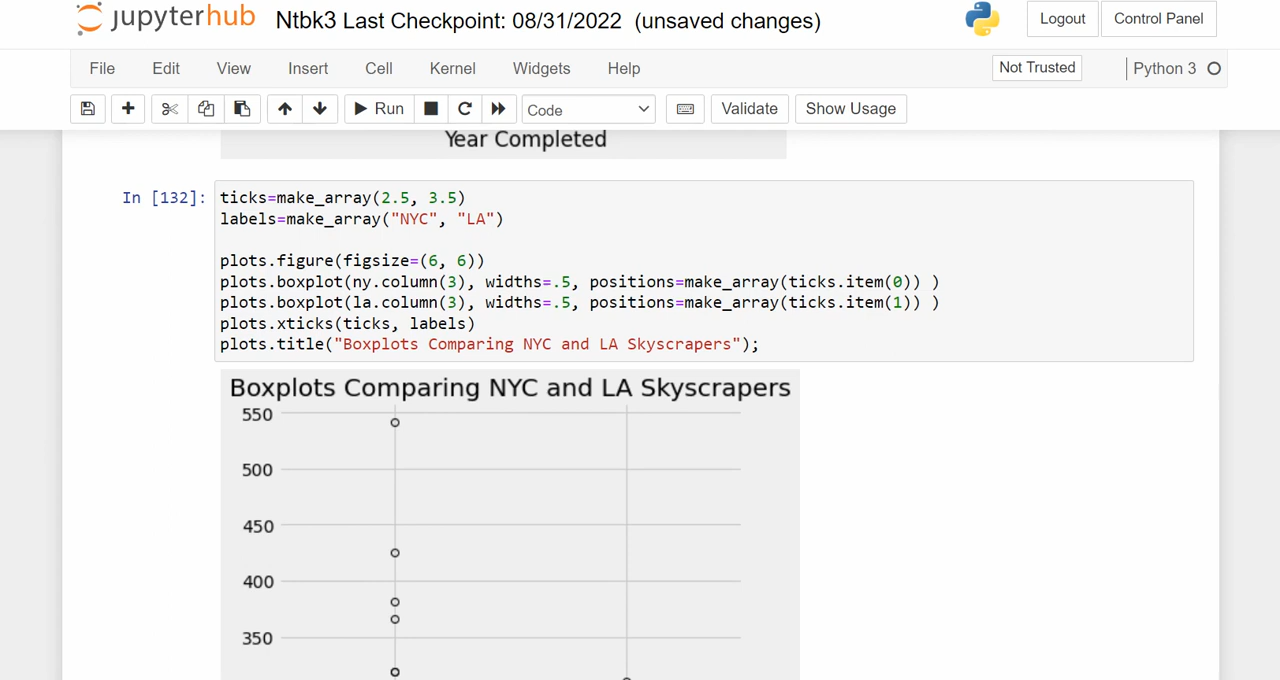 jupyterhub Ntbk3 Last Checkpoint: 08/31/2022 (unsaved changes) Logout Control Panel
File Edit View Insert Cell Kernel Widgets Help Not Trusted Python 3
Run Code Validate Show Usage
Year Completed
In [132]: ticks=make_array(2.5, 3.5)
labels=make_array("NYC", "LA")
plots.figure(figsize=(6, 6))
plots.boxplot(ny.column(3), widths=.5, positions=make_array(ticks.item(0)) )
plots.boxplot(la.column(3), widths=.5, positions=make_array(ticks.item(1)) )
plots.xticks(ticks, labels)
plots.title("Boxplots Comparing NYC and LA Skyscrapers");
Boxplots Comparing NYC and LA Skyscrapers
550
500
450
400
350